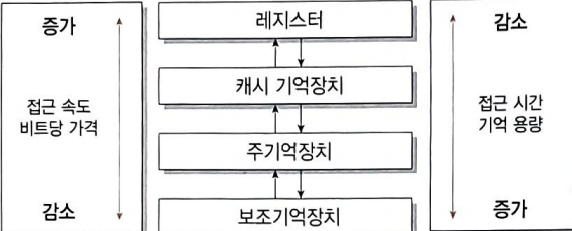 증가
접근 속도
비트당 가격
감소
레지스터
캐시 기억장치
주기억장치
보조기억장치
감소
접근 시간
기억 용량
증가